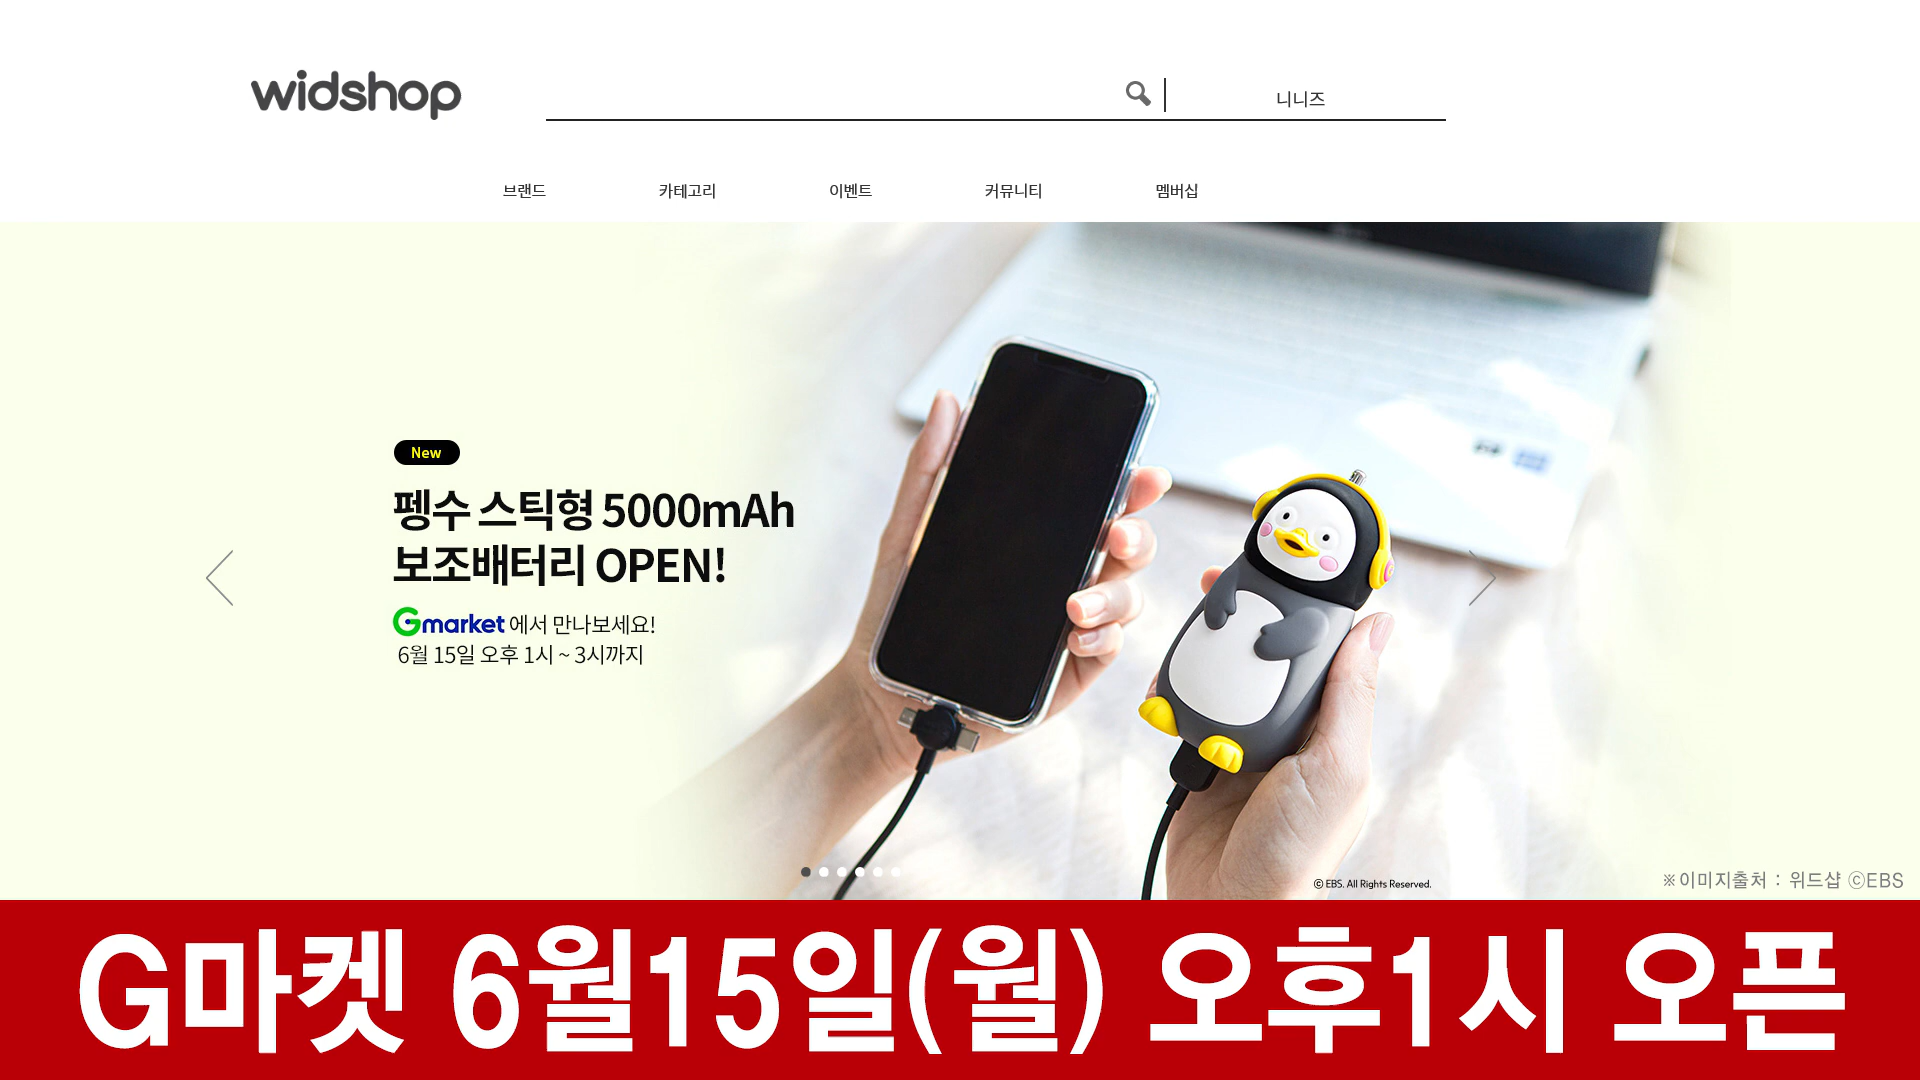 widshop
니니즈
브랜드 카테고리 이벤트 커뮤니티 멤버십
New
펭수 스틱형 5000mAh
보조배터리 OPEN!
Gmarket 에서 만나보세요!
6월 15일 오후 1시 ~ 3시까지
ⓒ EBS. All Rights Reserved.
※이미지출처 : 위드샵 ⓒEBS
G마켓 6월15일(월) 오후1시 오픈